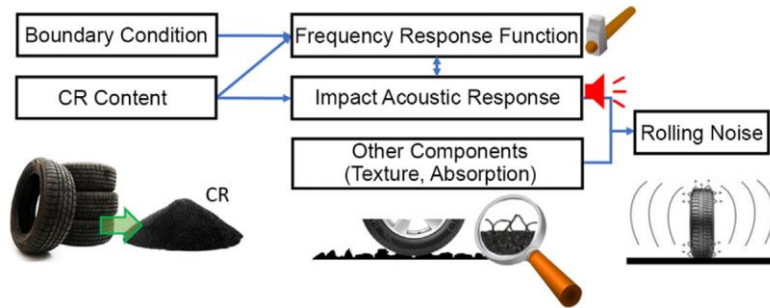 Boundary Condition
Frequency Response Function
CR Content
Impact Acoustic Response
Rolling Noise
Other Components
(Texture, Absorption)
CR